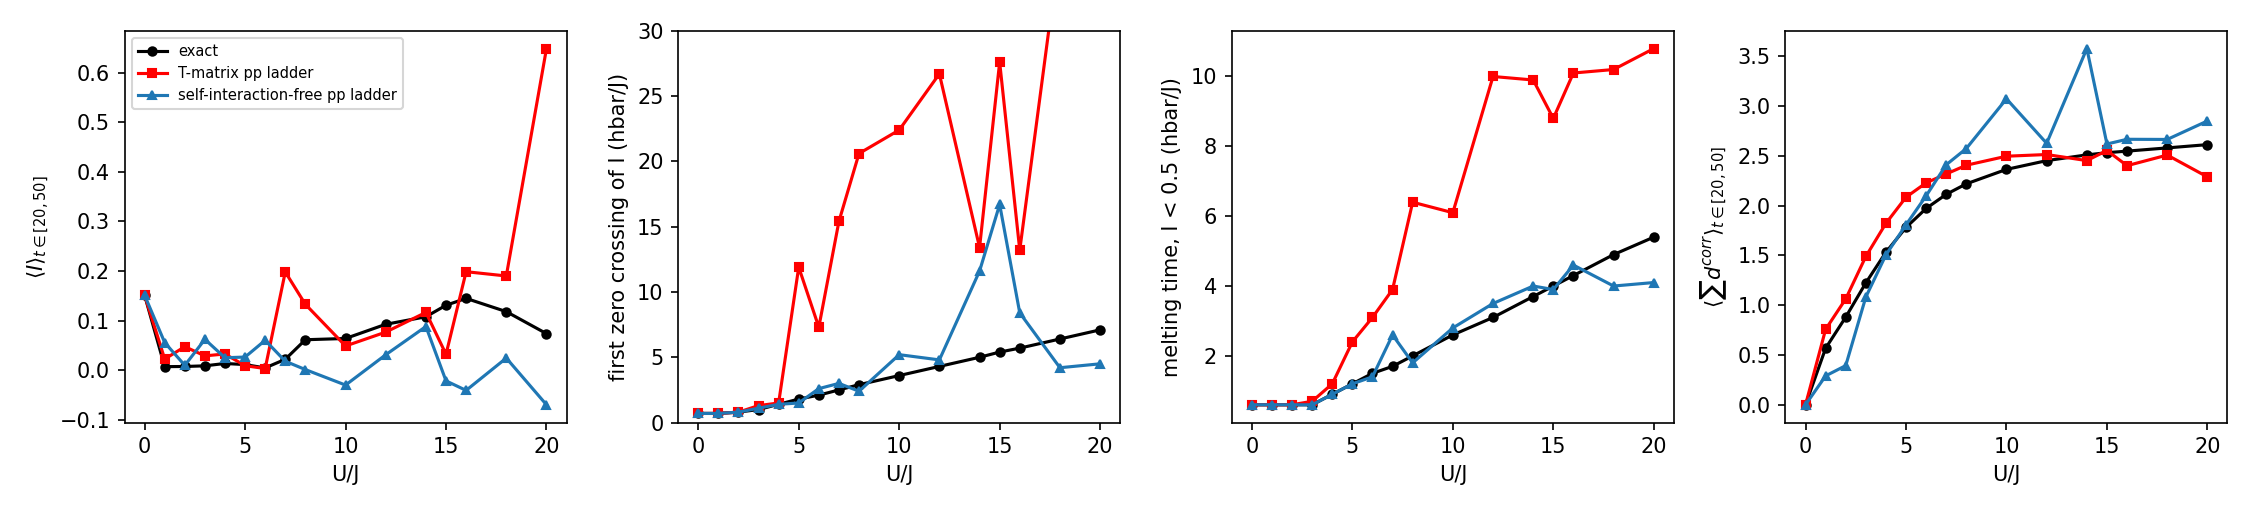 ⟨I⟩t∈[20,50]
0.6
0.5
0.4
0.3
0.2
0.1
0.0
−0.1
exact
T-matrix pp ladder
self-interaction-free pp ladder
0 5 10 15 20
U/J
first zero crossing of I (hbar/J)
30
25
20
15
10
5
0
0 5 10 15 20
U/J
melting time, I < 0.5 (hbar/J)
10
8
6
4
2
0 5 10 15 20
U/J
⟨∑d^corr⟩t∈[20,50]
3.5
3.0
2.5
2.0
1.5
1.0
0.5
0.0
0 5 10 15 20
U/J